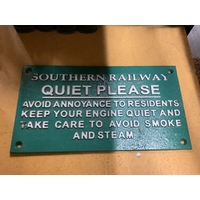 SOUTHERN RAILWAY
QUIET PLEASE
AVOID ANNOYANCE TO RESIDENTS
KEEP YOUR ENGINE QUIET AND
TAKE CARE TO AVOID SMOKE
AND STEAM